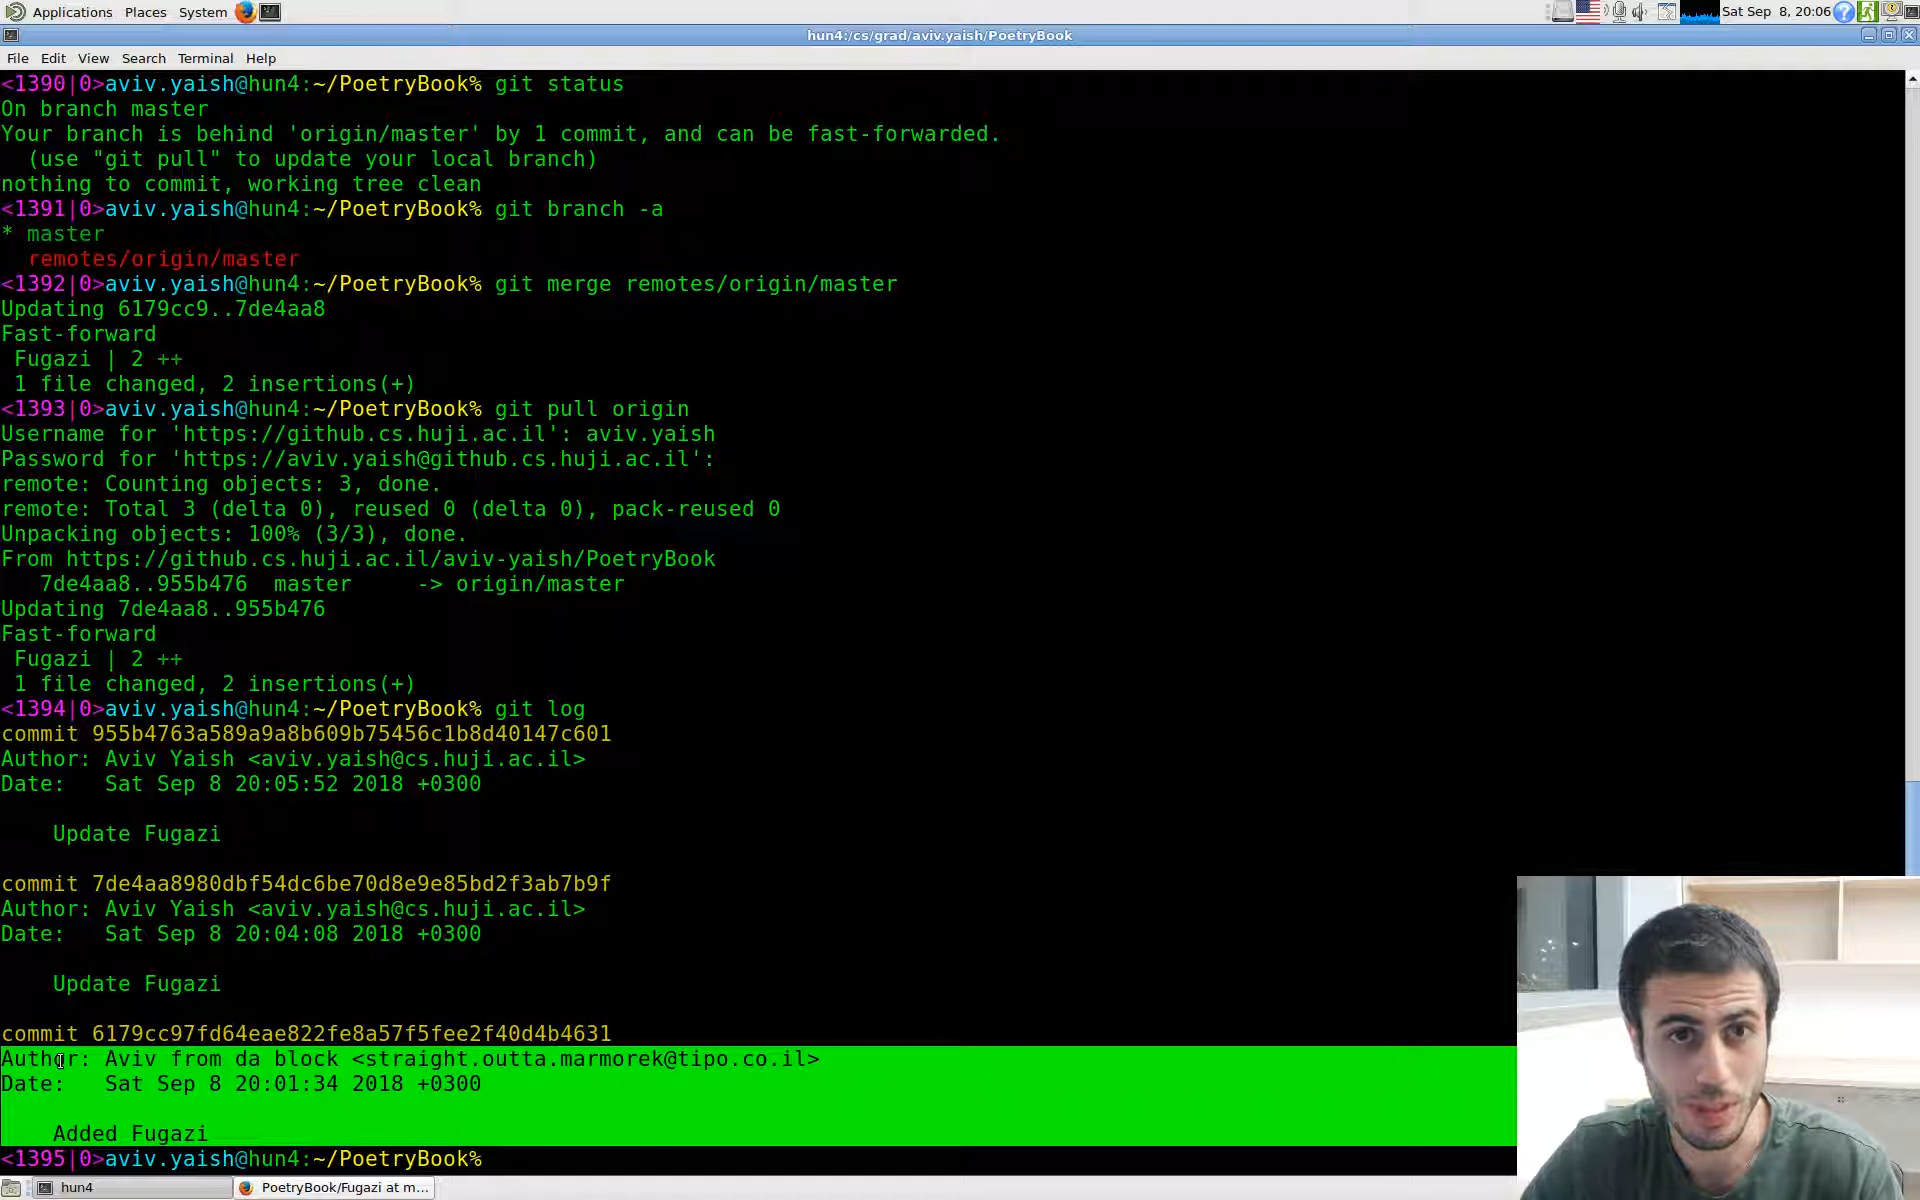 Applications Places System Sat Sep 8, 20:06
hun4:/cs/grad/aviv.yaish/PoetryBook
File Edit View Search Terminal Help
<1390|0>aviv.yaish@hun4:~/PoetryBook% git status
On branch master
Your branch is behind 'origin/master' by 1 commit, and can be fast-forwarded.
(use "git pull" to update your local branch)
nothing to commit, working tree clean
<1391|0>aviv.yaish@hun4:~/PoetryBook% git branch -a
* master
remotes/origin/master
<1392|0>aviv.yaish@hun4:~/PoetryBook% git merge remotes/origin/master
Updating 6179cc9..7de4aa8
Fast-forward
Fugazi | 2 ++
1 file changed, 2 insertions(+)
<1393|0>aviv.yaish@hun4:~/PoetryBook% git pull origin
Username for 'https://github.cs.huji.ac.il': aviv.yaish
Password for 'https://aviv.yaish@github.cs.huji.ac.il':
remote: Counting objects: 3, done.
remote: Total 3 (delta 0), reused 0 (delta 0), pack-reused 0
Unpacking objects: 100% (3/3), done.
From https://github.cs.huji.ac.il/aviv-yaish/PoetryBook
7de4aa8..955b476 master -> origin/master
Updating 7de4aa8..955b476
Fast-forward
Fugazi | 2 ++
1 file changed, 2 insertions(+)
<1394|0>aviv.yaish@hun4:~/PoetryBook% git log
commit 955b4763a589a9a8b609b75456c1b8d40147c601
Author: Aviv Yaish <aviv.yaish@cs.huji.ac.il>
Date: Sat Sep 8 20:05:52 2018 +0300
Update Fugazi
commit 7de4aa8980dbf54dc6be70d8e9e85bd2f3ab7b9f
Author: Aviv Yaish <aviv.yaish@cs.huji.ac.il>
Date: Sat Sep 8 20:04:08 2018 +0300
Update Fugazi
commit 6179cc97fd64eae822fe8a57f5fee2f40d4b4631
Author: Aviv from da block <straight.outta.marmorek@tipo.co.il>
Date: Sat Sep 8 20:01:34 2018 +0300
Added Fugazi
<1395|0>aviv.yaish@hun4:~/PoetryBook%
hun4 PoetryBook/Fugazi at m...